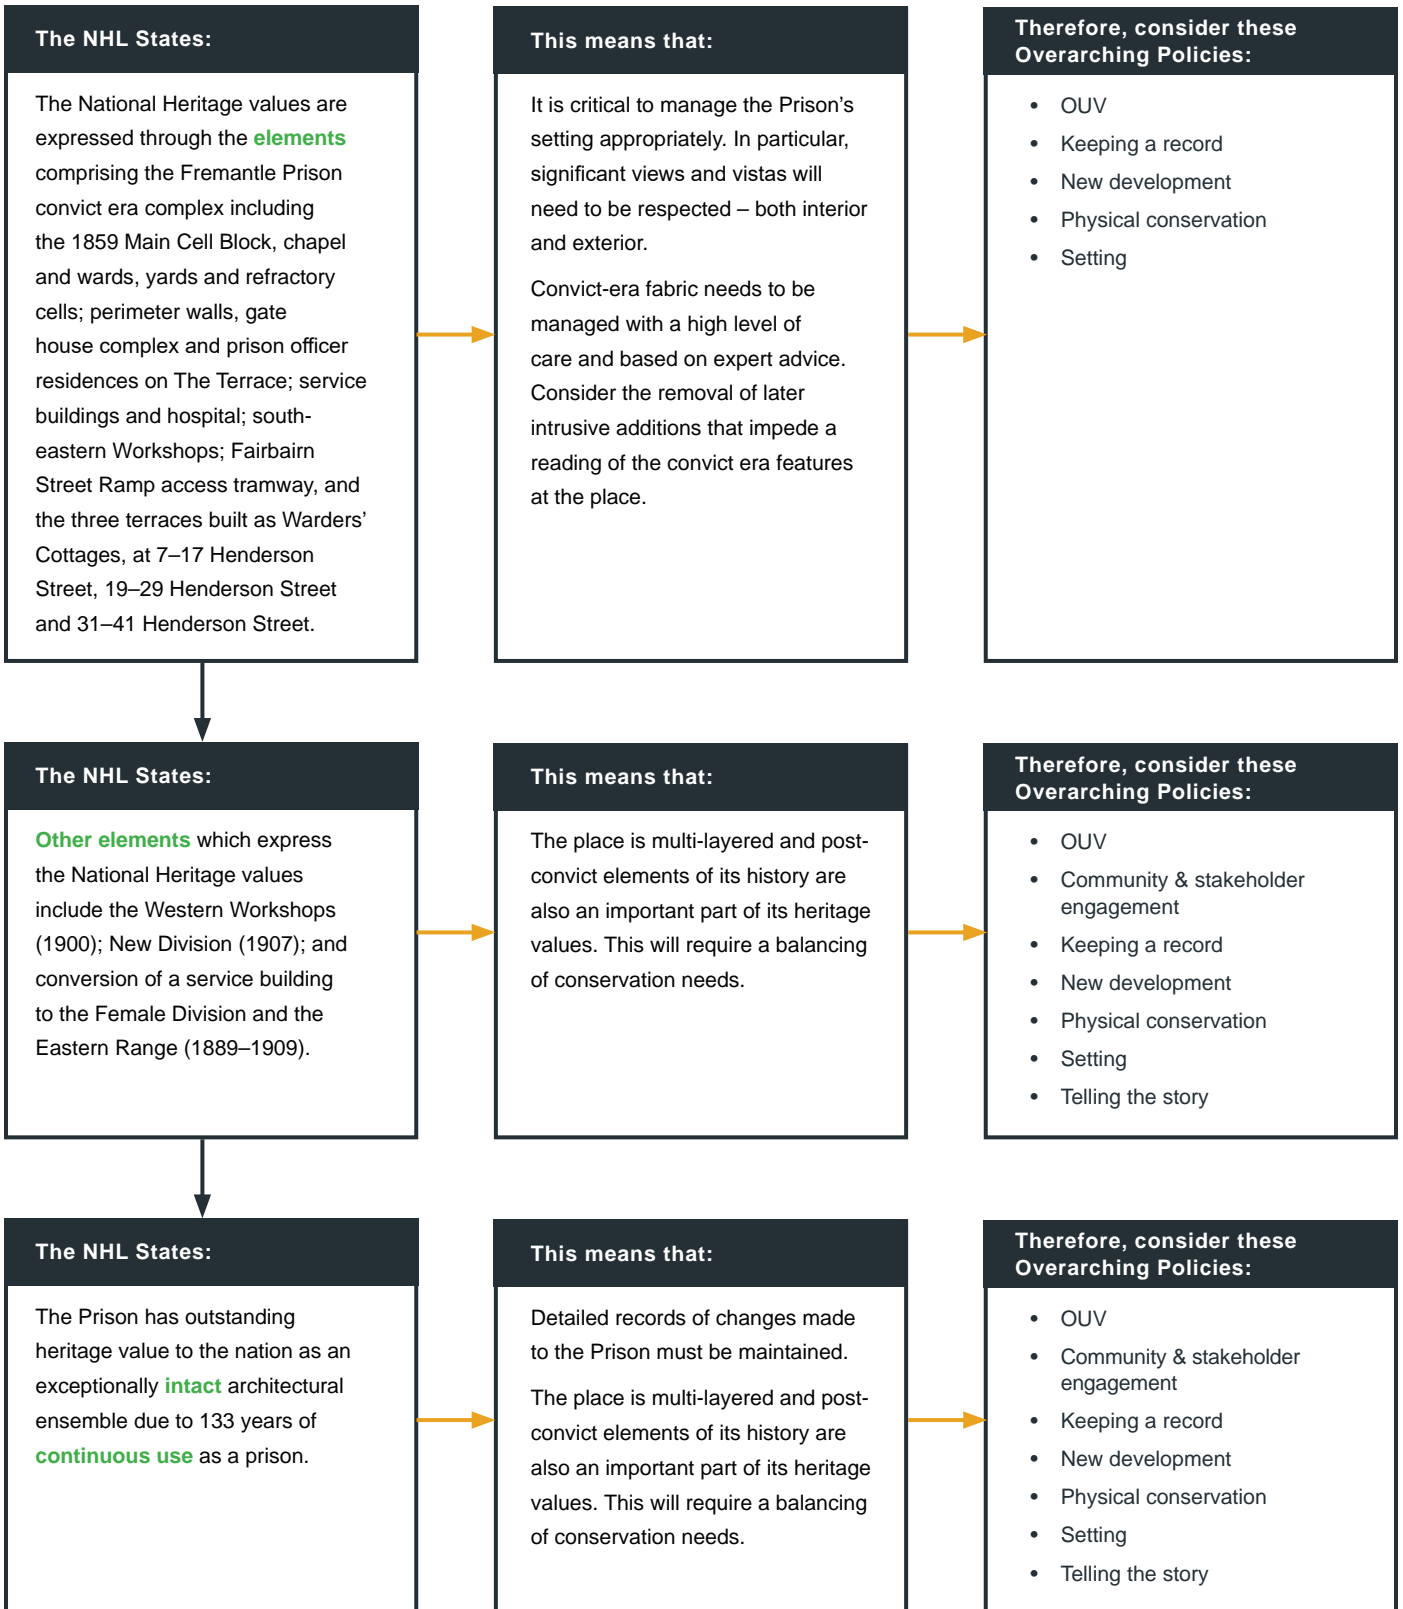 The NHL States:
The National Heritage values are
expressed through the elements
comprising the Fremantle Prison
convict era complex including
the 1859 Main Cell Block, chapel
and wards, yards and refractory
cells; perimeter walls, gate
house complex and prison officer
residences on The Terrace; service
buildings and hospital; south-
eastern Workshops; Fairbairn
Street Ramp access tramway, and
the three terraces built as Warders’
Cottages, at 7–17 Henderson
Street, 19–29 Henderson Street
and 31–41 Henderson Street.
This means that:
It is critical to manage the Prison’s
setting appropriately. In particular,
significant views and vistas will
need to be respected – both interior
and exterior.
Convict-era fabric needs to be
managed with a high level of
care and based on expert advice.
Consider the removal of later
intrusive additions that impede a
reading of the convict era features
at the place.
Therefore, consider these
Overarching Policies:
• OUV
• Keeping a record
• New development
• Physical conservation
• Setting
The NHL States:
Other elements which express
the National Heritage values
include the Western Workshops
(1900); New Division (1907); and
conversion of a service building
to the Female Division and the
Eastern Range (1889–1909).
This means that:
The place is multi-layered and post-
convict elements of its history are
also an important part of its heritage
values. This will require a balancing
of conservation needs.
Therefore, consider these
Overarching Policies:
• OUV
• Community & stakeholder
engagement
• Keeping a record
• New development
• Physical conservation
• Setting
• Telling the story
The NHL States:
The Prison has outstanding
heritage value to the nation as an
exceptionally intact architectural
ensemble due to 133 years of
continuous use as a prison.
This means that:
Detailed records of changes made
to the Prison must be maintained.
The place is multi-layered and post-
convict elements of its history are
also an important part of its heritage
values. This will require a balancing
of conservation needs.
Therefore, consider these
Overarching Policies:
• OUV
• Community & stakeholder
engagement
• Keeping a record
• New development
• Physical conservation
• Setting
• Telling the story